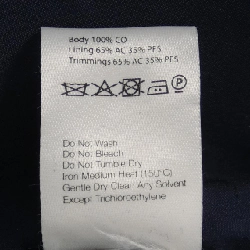 Body 100% CO
Lining 65% AC 35% PES
Trimmings 65% AC 35% PES
P
Do Not Wash
Do Not Bleach
Do Not Tumble Dry
Iron Medium Heat (150°C)
Gentle Dry Clean Any Solvent
Except Trichloroethylene